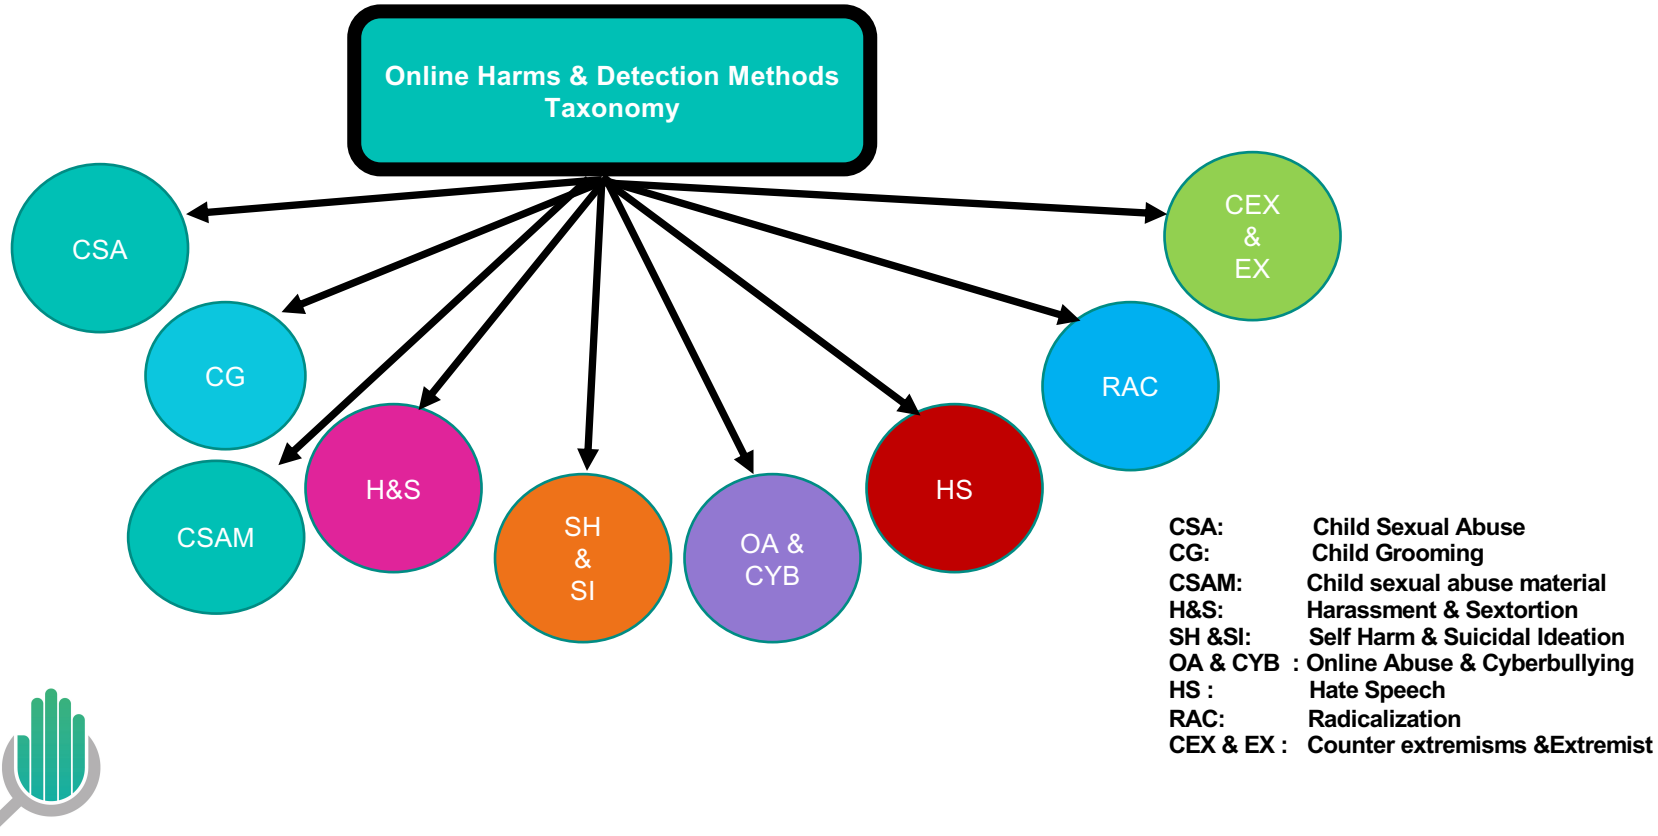 Online Harms & Detection Methods
Taxonomy
CSA
CG
CSAM
H&S
SH
&
SI
OA &
CYB
HS
RAC
CEX
&
EX
CSA: Child Sexual Abuse
CG: Child Grooming
CSAM: Child sexual abuse material
H&S: Harassment & Sextortion
SH &SI: Self Harm & Suicidal Ideation
OA & CYB : Online Abuse & Cyberbullying
HS : Hate Speech
RAC: Radicalization
CEX & EX : Counter extremisms &Extremist